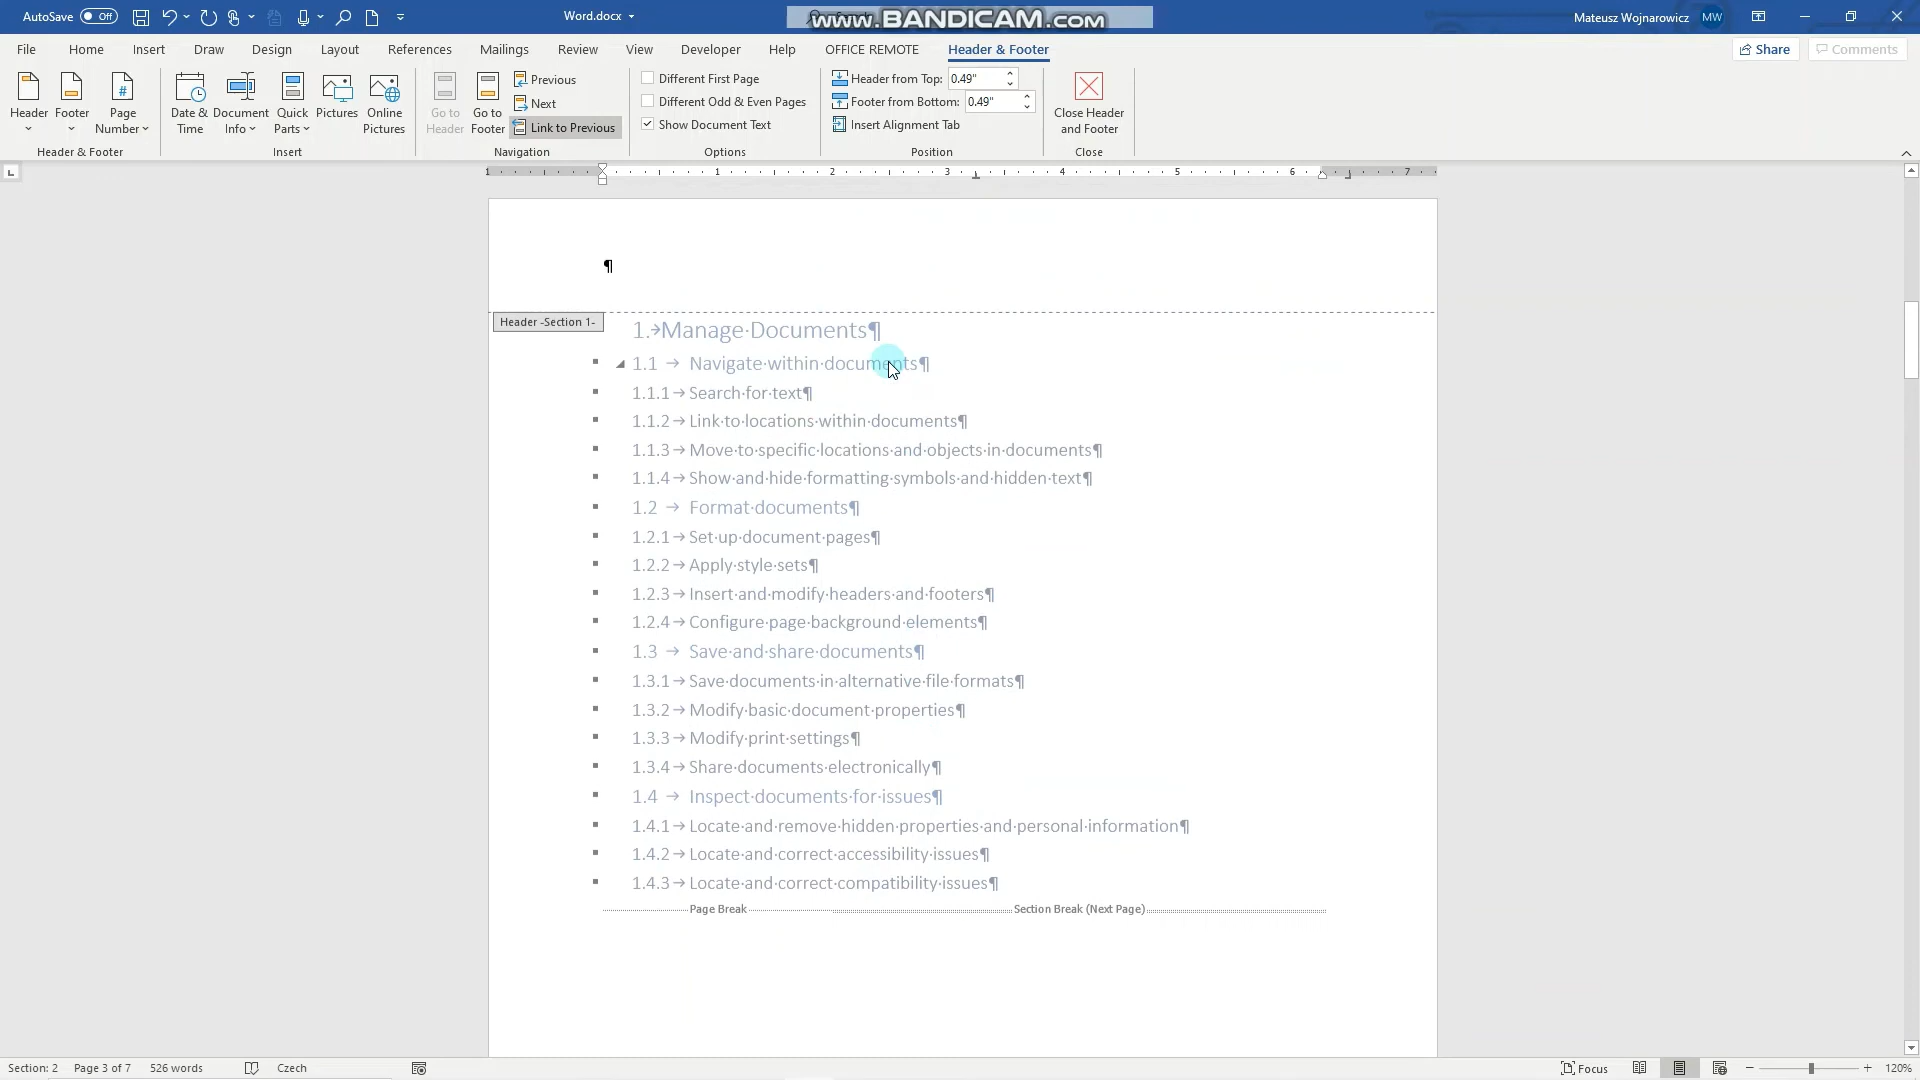 AutoSave Off
Word.docx
www.BANDICAM.com
Mateusz Wojnarowicz MW
File Home Insert Draw Design Layout References Mailings Review View Developer Help OFFICE REMOTE Header & Footer
Share Comments
Header
Footer
Page Number
Header & Footer
Date & Time
Document Info
Quick Parts
Pictures
Online Pictures
Insert
Go to Header
Go to Footer
Previous
Next
Link to Previous
Navigation
Different First Page
Different Odd & Even Pages
Show Document Text
Options
Header from Top: 0.49"
Footer from Bottom: 0.49"
Insert Alignment Tab
Position
Close Header and Footer
Close
1 1 2 3 4 5 6 7
¶
Header -Section 1-
1.→Manage·Documents¶
1.1 → Navigate·within·documents¶
1.1.1→Search·for·text¶
1.1.2→Link·to·locations·within·documents¶
1.1.3→Move·to·specific·locations·and·objects·in·documents¶
1.1.4→Show·and·hide·formatting·symbols·and·hidden·text¶
1.2 → Format·documents¶
1.2.1→Set·up·document·pages¶
1.2.2→Apply·style·sets¶
1.2.3→Insert·and·modify·headers·and·footers¶
1.2.4→Configure·page·background·elements¶
1.3 → Save·and·share·documents¶
1.3.1→Save·documents·in·alternative·file·formats¶
1.3.2→Modify·basic·document·properties¶
1.3.3→Modify·print·settings¶
1.3.4→Share·documents·electronically¶
1.4 → Inspect·documents·for·issues¶
1.4.1→Locate·and·remove·hidden·properties·and·personal·information¶
1.4.2→Locate·and·correct·accessibility·issues¶
1.4.3→Locate·and·correct·compatibility·issues¶
Page Break Section Break (Next Page)
Section: 2 Page 3 of 7 526 words Czech
Focus 120%